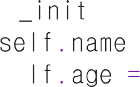 _init
self.name
lf.age =